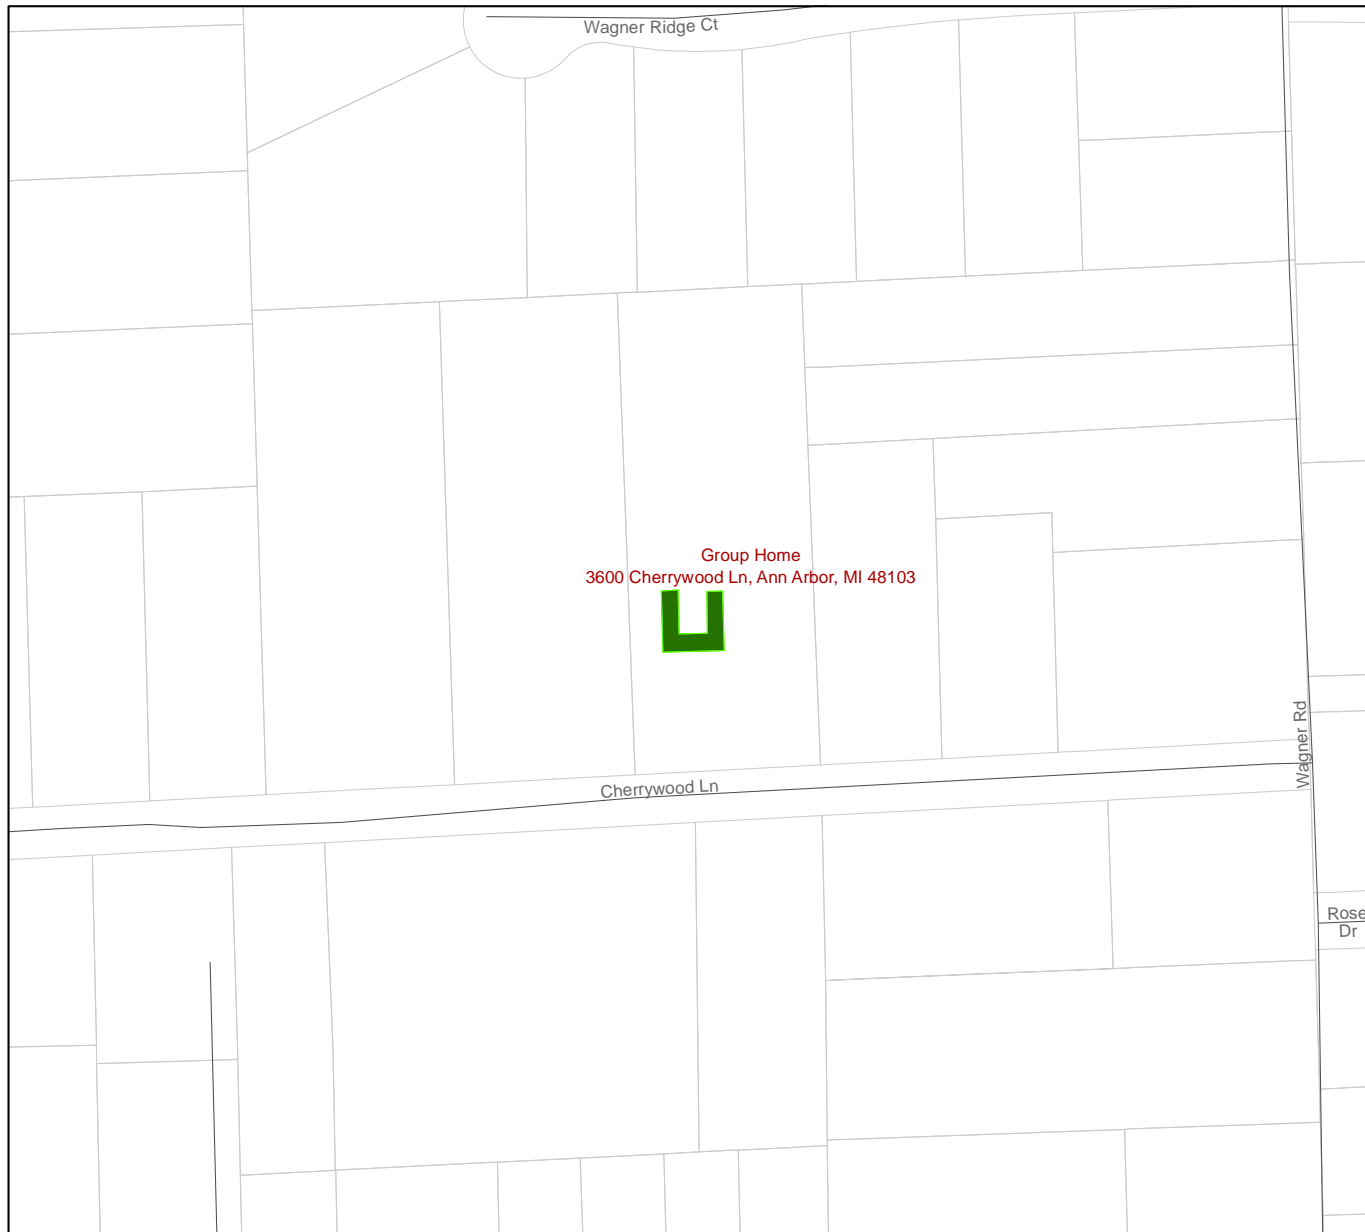 Wagner Ridge Ct
Group Home
3600 Cherrywood Ln, Ann Arbor, MI 48103
Wagner Rd
Cherrywood Ln
Rose
Dr